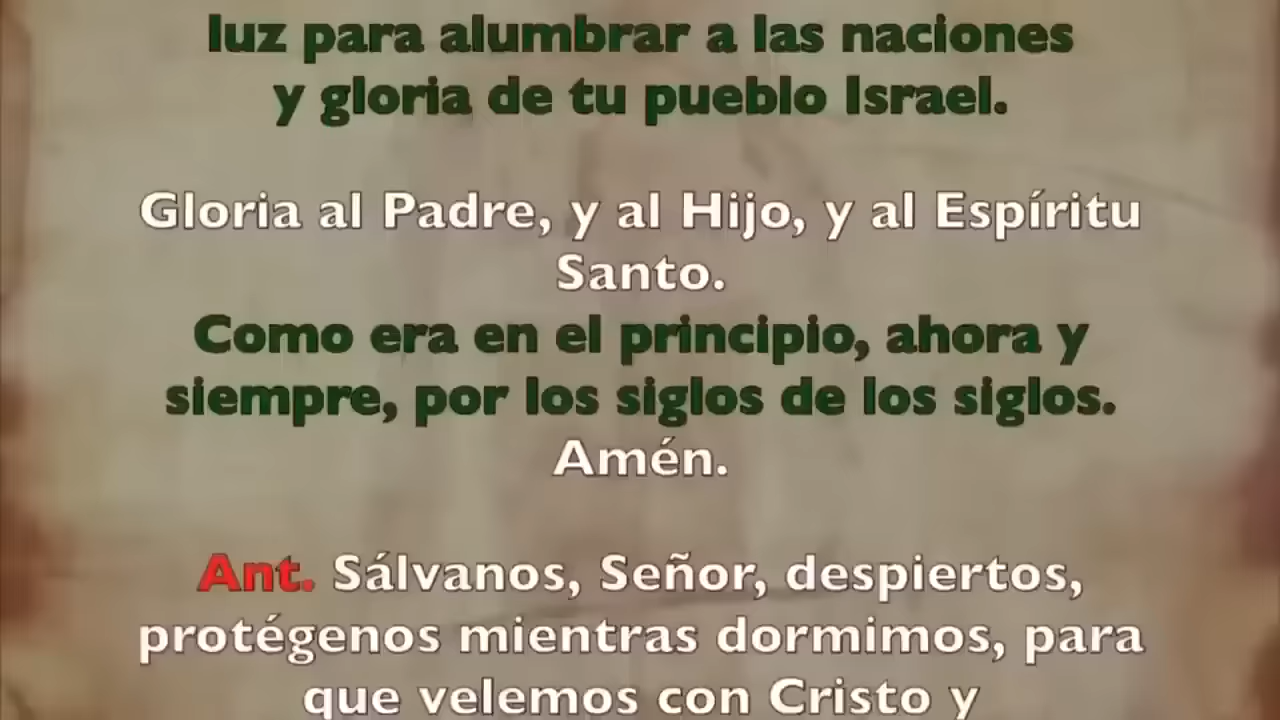 luz para alumbrar a las naciones
y gloria de tu pueblo Israel.
Gloria al Padre, y al Hijo, y al Espíritu
Santo.
Como era en el principio, ahora y
siempre, por los siglos de los siglos.
Amén.
Ant. Sálvanos, Señor, despiertos,
protégenos mientras dormimos, para
que velemos con Cristo y